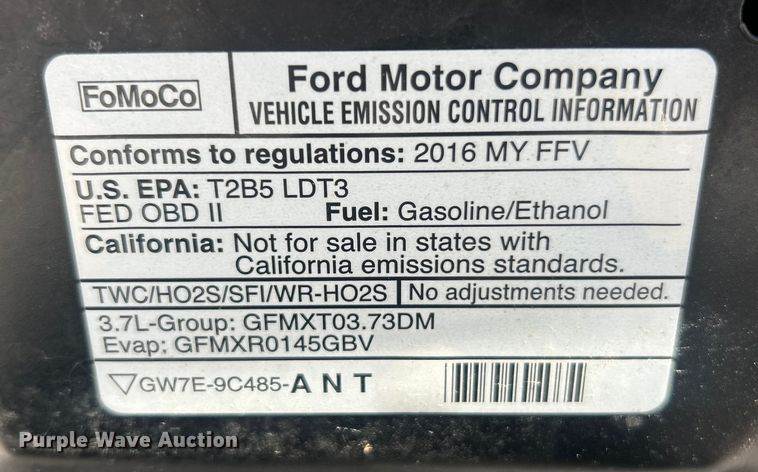 FoMoCo
Ford Motor Company
VEHICLE EMISSION CONTROL INFORMATION
Conforms to regulations: 2016 MY FFV
U.S. EPA: T2B5 LDT3
FED OBD II Fuel: Gasoline/Ethanol
California: Not for sale in states with
California emissions standards.
TWC/HO2S/SFI/WR-HO2S No adjustments needed.
3.7L-Group: GFMXT03.73DM
Evap: GFMXR0145GBV
▽GW7E-9C485-A N T
Purple Wave Auction